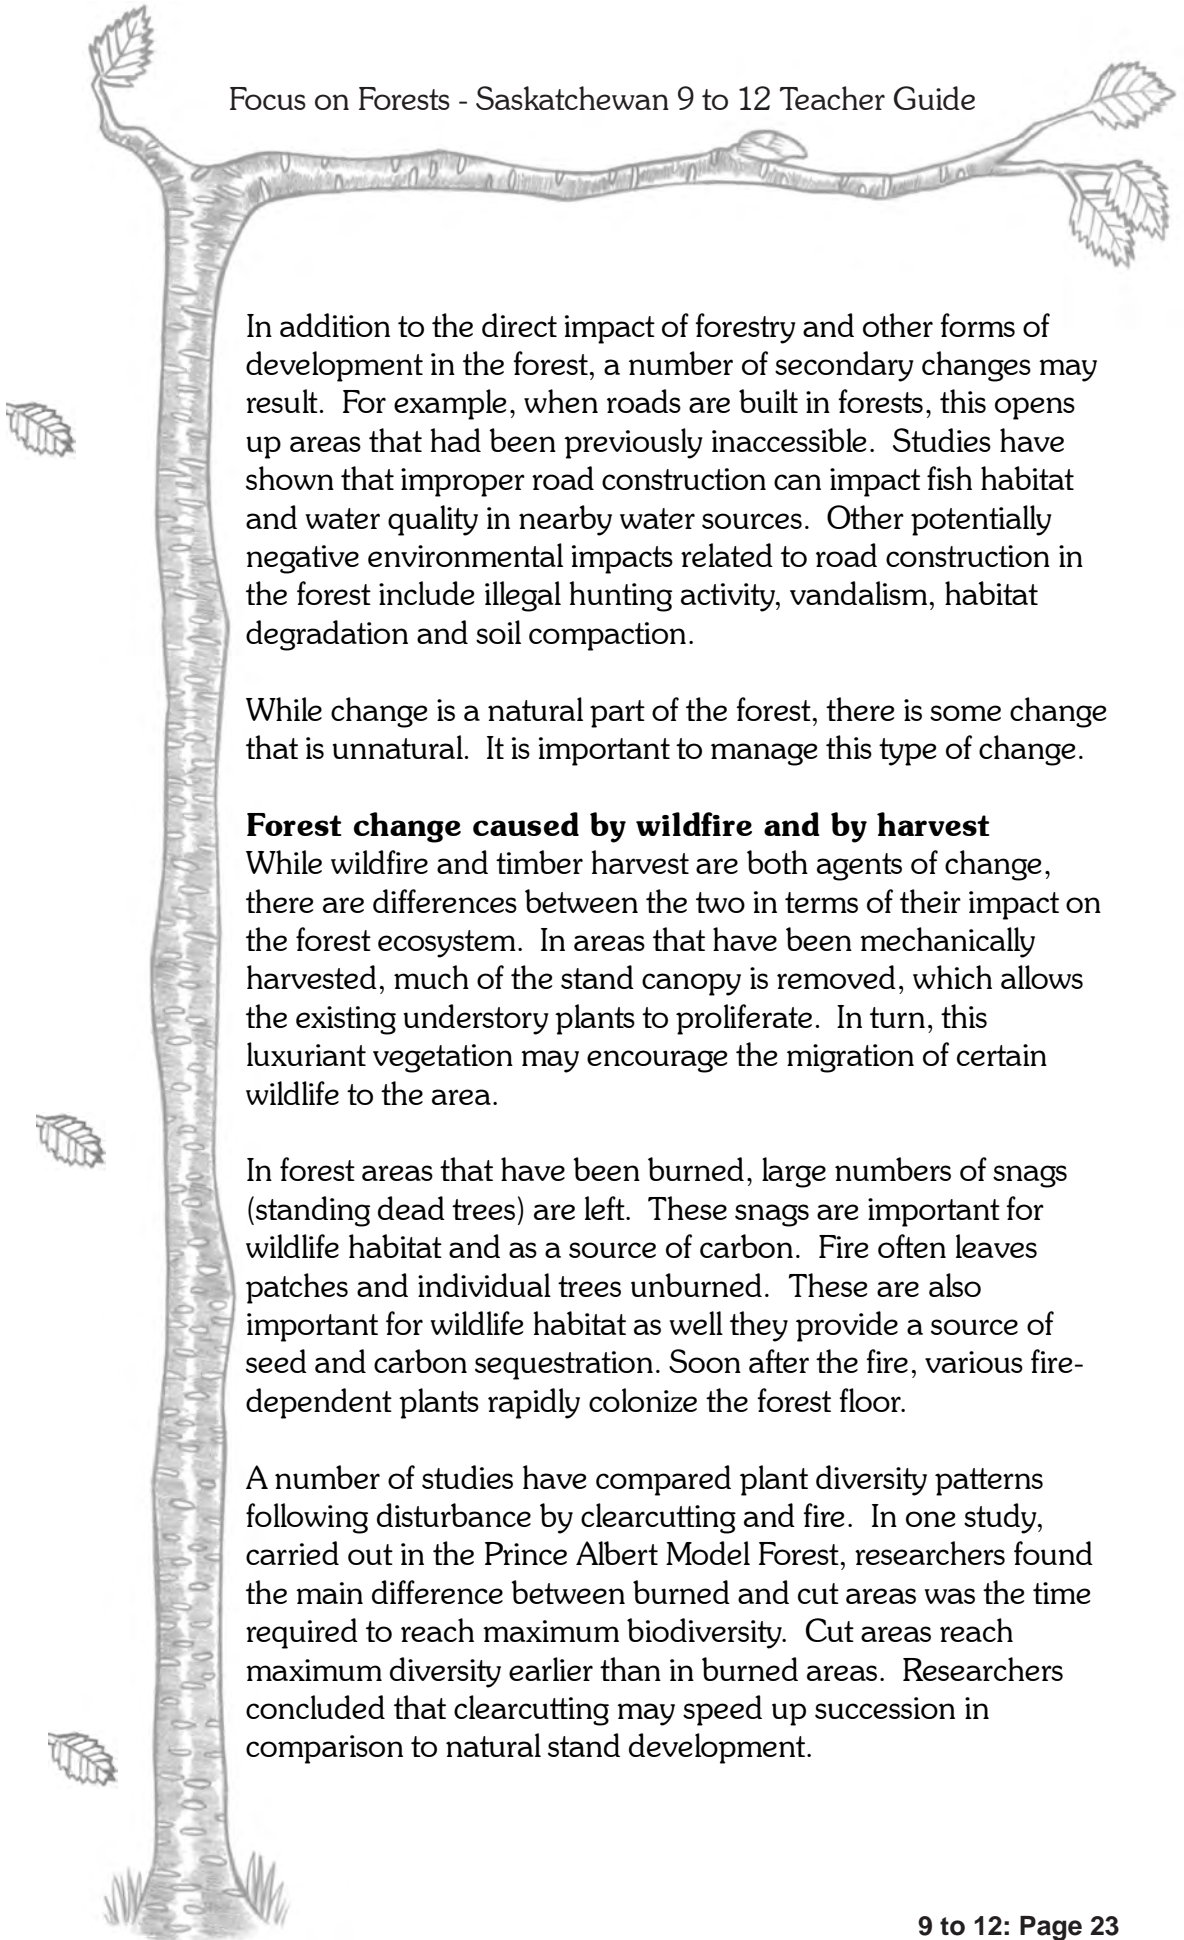 Focus on Forests - Saskatchewan 9 to 12 Teacher Guide
In addition to the direct impact of forestry and other forms of
development in the forest, a number of secondary changes may
result.  For example, when roads are built in forests, this opens
up areas that had been previously inaccessible.  Studies have
shown that improper road construction can impact fish habitat
and water quality in nearby water sources.  Other potentially
negative environmental impacts related to road construction in
the forest include illegal hunting activity, vandalism, habitat
degradation and soil compaction.
While change is a natural part of the forest, there is some change
that is unnatural.  It is important to manage this type of change.
Forest change caused by wildfire and by harvest
While wildfire and timber harvest are both agents of change,
there are differences between the two in terms of their impact on
the forest ecosystem.  In areas that have been mechanically
harvested, much of the stand canopy is removed, which allows
the existing understory plants to proliferate.  In turn, this
luxuriant vegetation may encourage the migration of certain
wildlife to the area.
In forest areas that have been burned, large numbers of snags
(standing dead trees) are left.  These snags are important for
wildlife habitat and as a source of carbon.  Fire often leaves
patches and individual trees unburned.  These are also
important for wildlife habitat as well they provide a source of
seed and carbon sequestration. Soon after the fire, various fire-
dependent plants rapidly colonize the forest floor.
A number of studies have compared plant diversity patterns
following disturbance by clearcutting and fire.  In one study,
carried out in the Prince Albert Model Forest, researchers found
the main difference between burned and cut areas was the time
required to reach maximum biodiversity.  Cut areas reach
maximum diversity earlier than in burned areas.  Researchers
concluded that clearcutting may speed up succession in
comparison to natural stand development.
9 to 12: Page 23